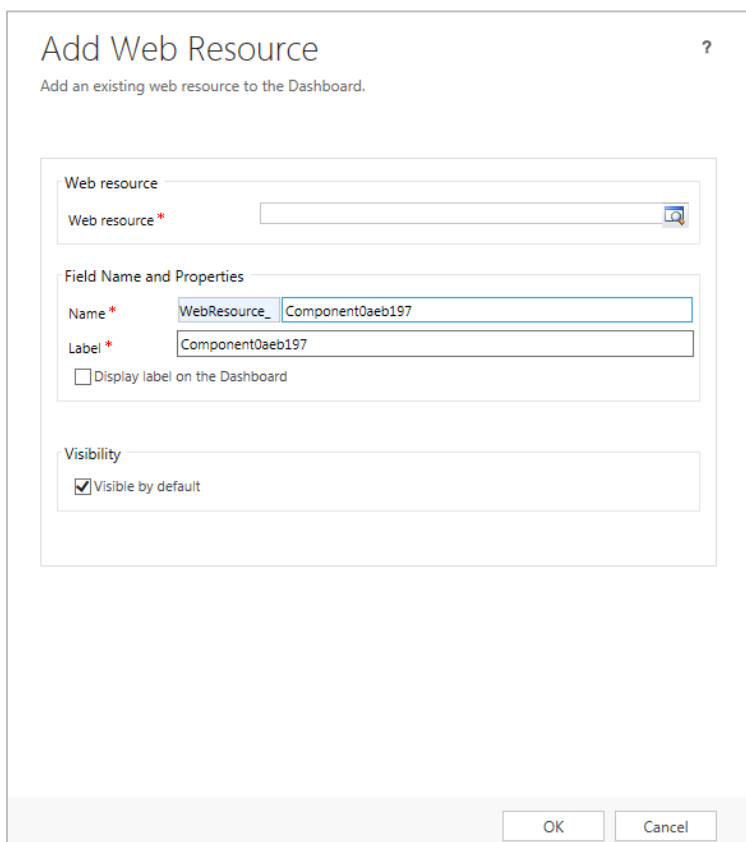 Add Web Resource
?
Add an existing web resource to the Dashboard.
Web resource
Web resource *
Field Name and Properties
Name * WebResource_ Component0aeb197
Label * Component0aeb197
Display label on the Dashboard
Visibility
Visible by default
OK Cancel